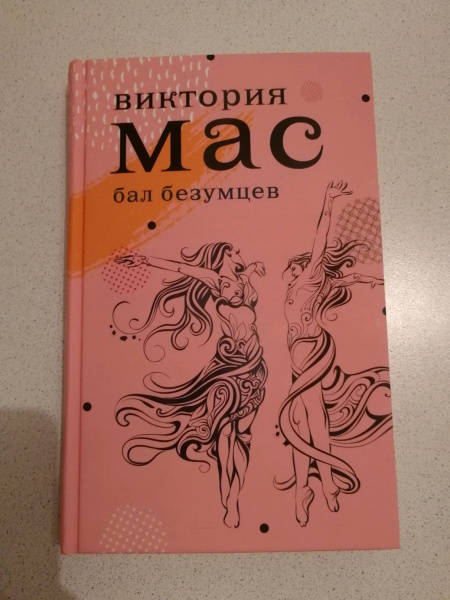 виктория
мас
бал безумцев